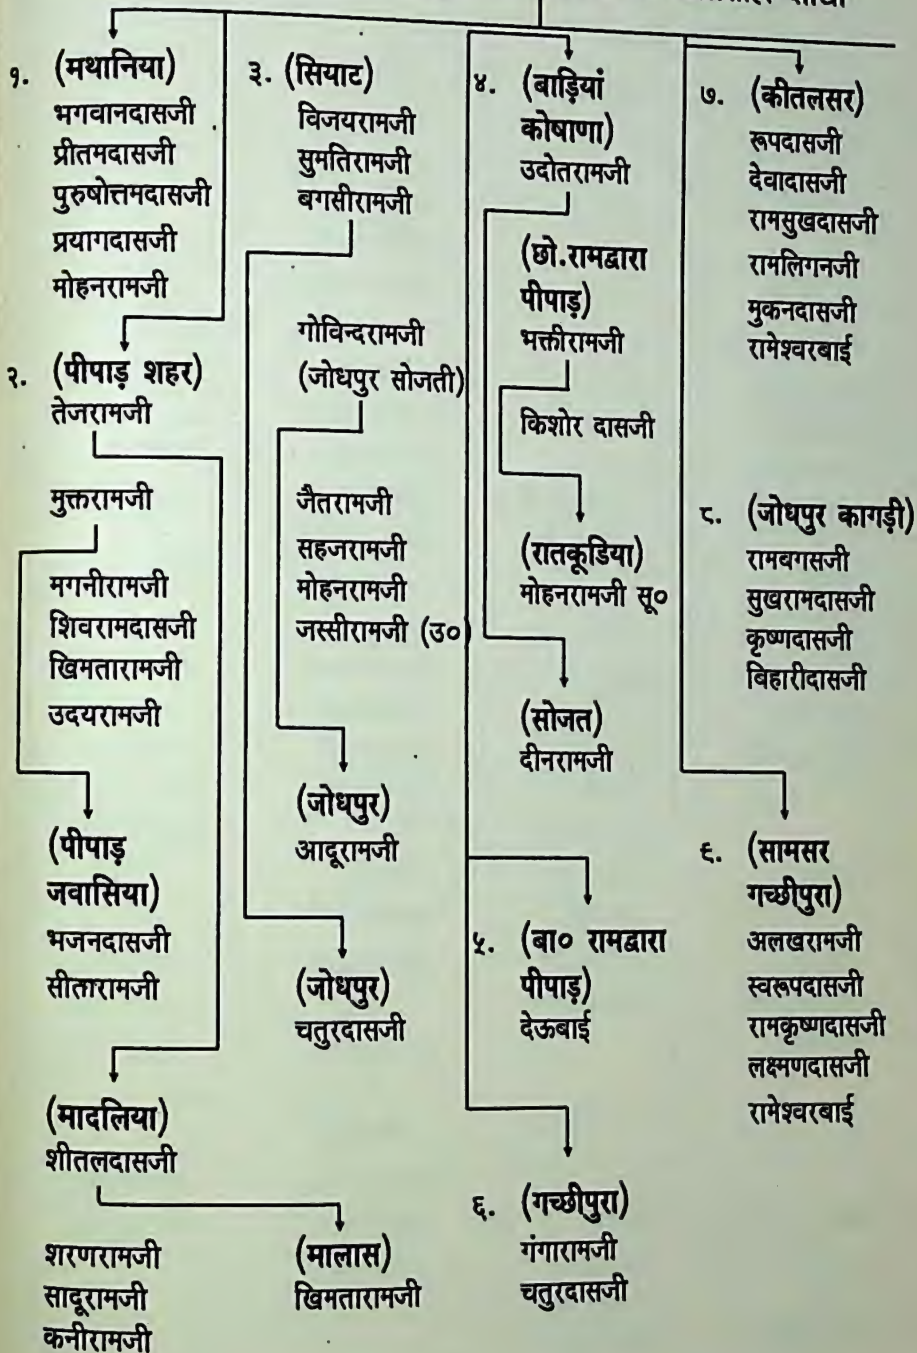 १. (मथानिया)
भगवानदासजी
प्रीतमदासजी
पुरुषोत्तमदासजी
प्रयागदासजी
मोहनरामजी
२. (पीपाड़ शहर)
तेजरामजी
मुक्तरामजी
मगनीरामजी
शिवरामदासजी
खिमतारामजी
उदयरामजी
(पीपाड़
जवासिया)
भजनदासजी
सीतारामजी
(मादलिया)
शीतलदासजी
शरणरामजी
सादूरामजी
कनीरामजी
(मालास)
खिमतारामजी
३. (सियाट)
विजयरामजी
सुमतिरामजी
बगसीरामजी
गोविन्दरामजी
(जोधपुर सोजती)
जैतरामजी
सहजरामजी
मोहनरामजी
जस्सीरामजी (उ०)
(जोधपुर)
आदूरामजी
(जोधपुर)
चतुरदासजी
४. (बाड़ियां
कोषाणा)
उदोतरामजी
(छो.रामद्वारा
पीपाड़)
भक्तीरामजी
किशोर दासजी
(रातकूडिया)
मोहनरामजी सू०
(सोजत)
दीनरामजी
५. (बा० रामद्वारा
पीपाड़)
देऊबाई
६. (गच्छीपुरा)
गंगारामजी
चतुरदासजी
७. (कीतलसर)
रूपदासजी
देवादासजी
रामसुखदासजी
रामलिगनजी
मुकनदासजी
रामेश्वरबाई
८. (जोधपुर कागड़ी)
रामबगसजी
सुखरामदासजी
कृष्णदासजी
बिहारीदासजी
९. (सामसर
गच्छीपुरा)
अलखरामजी
स्वरूपदासजी
रामकृष्णदासजी
लक्ष्मणदासजी
रामेश्वरबाई